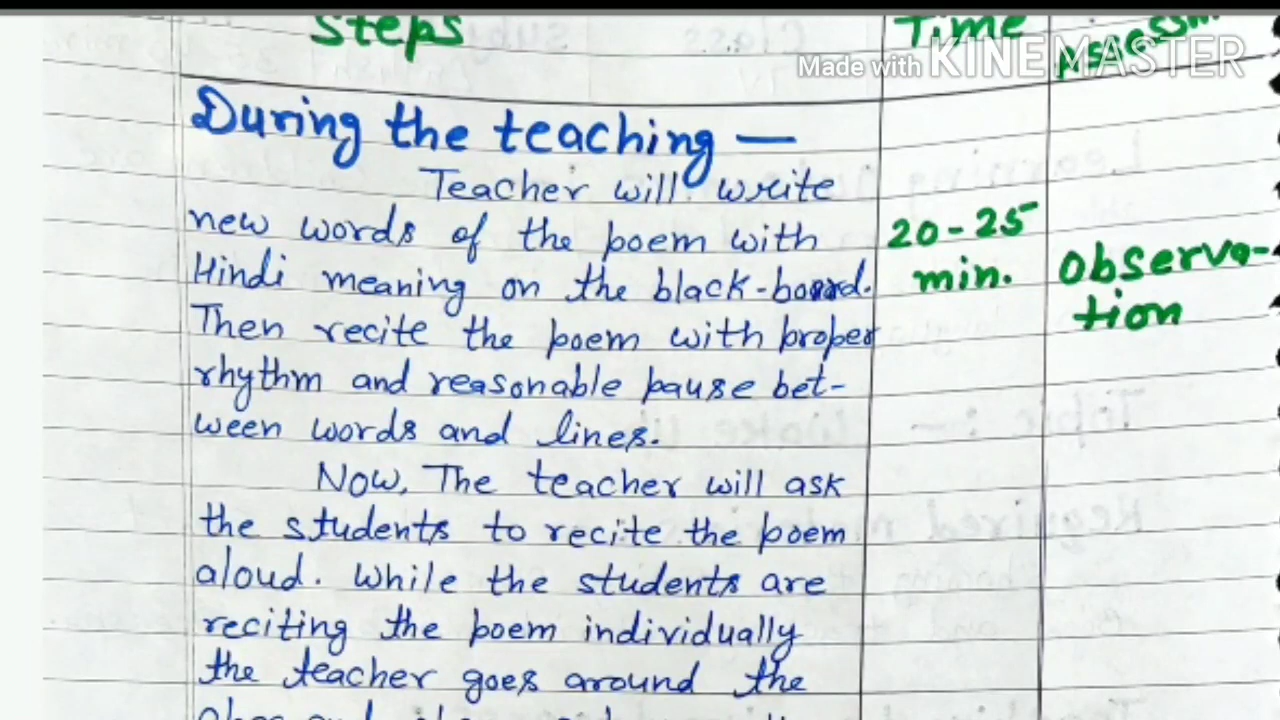 Steps
Time
Assessm
Made with KINEMASTER
During the teaching —
Teacher will write
new words of the poem with
Hindi meaning on the black-board.
Then recite the poem with proper
rhythm and reasonable pause bet-
ween words and lines.
Now, The teacher will ask
the students to recite the poem
aloud. While the students are
reciting the poem individually
the teacher goes around the
20-25
min.
Observa-
tion